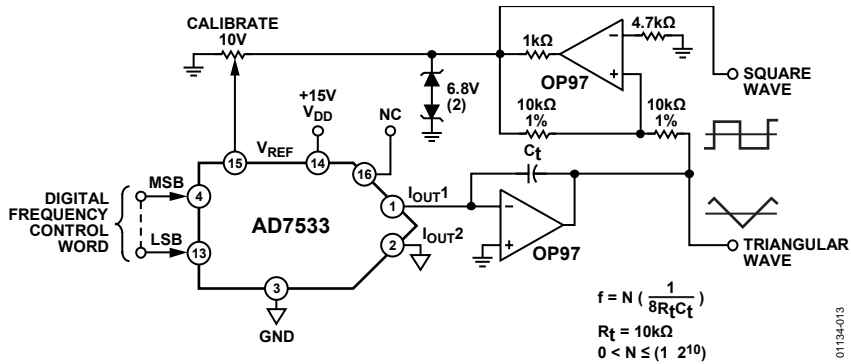 CALIBRATE
10V
4.7kΩ
1kΩ
OP97
SQUARE
WAVE
6.8V
(2)
10kΩ
1%
10kΩ
1%
+15V
VDD
NC
VREF
15
14
16
Ct
MSB
4
IOUT1
1
DIGITAL
FREQUENCY
CONTROL
WORD
AD7533
IOUT2
2
LSB
13
OP97
TRIANGULAR
WAVE
3
GND
f = N ( 1/8RtCt )
Rt = 10kΩ
0 < N ≤ (1 2^10)
01134-013
− +
− +